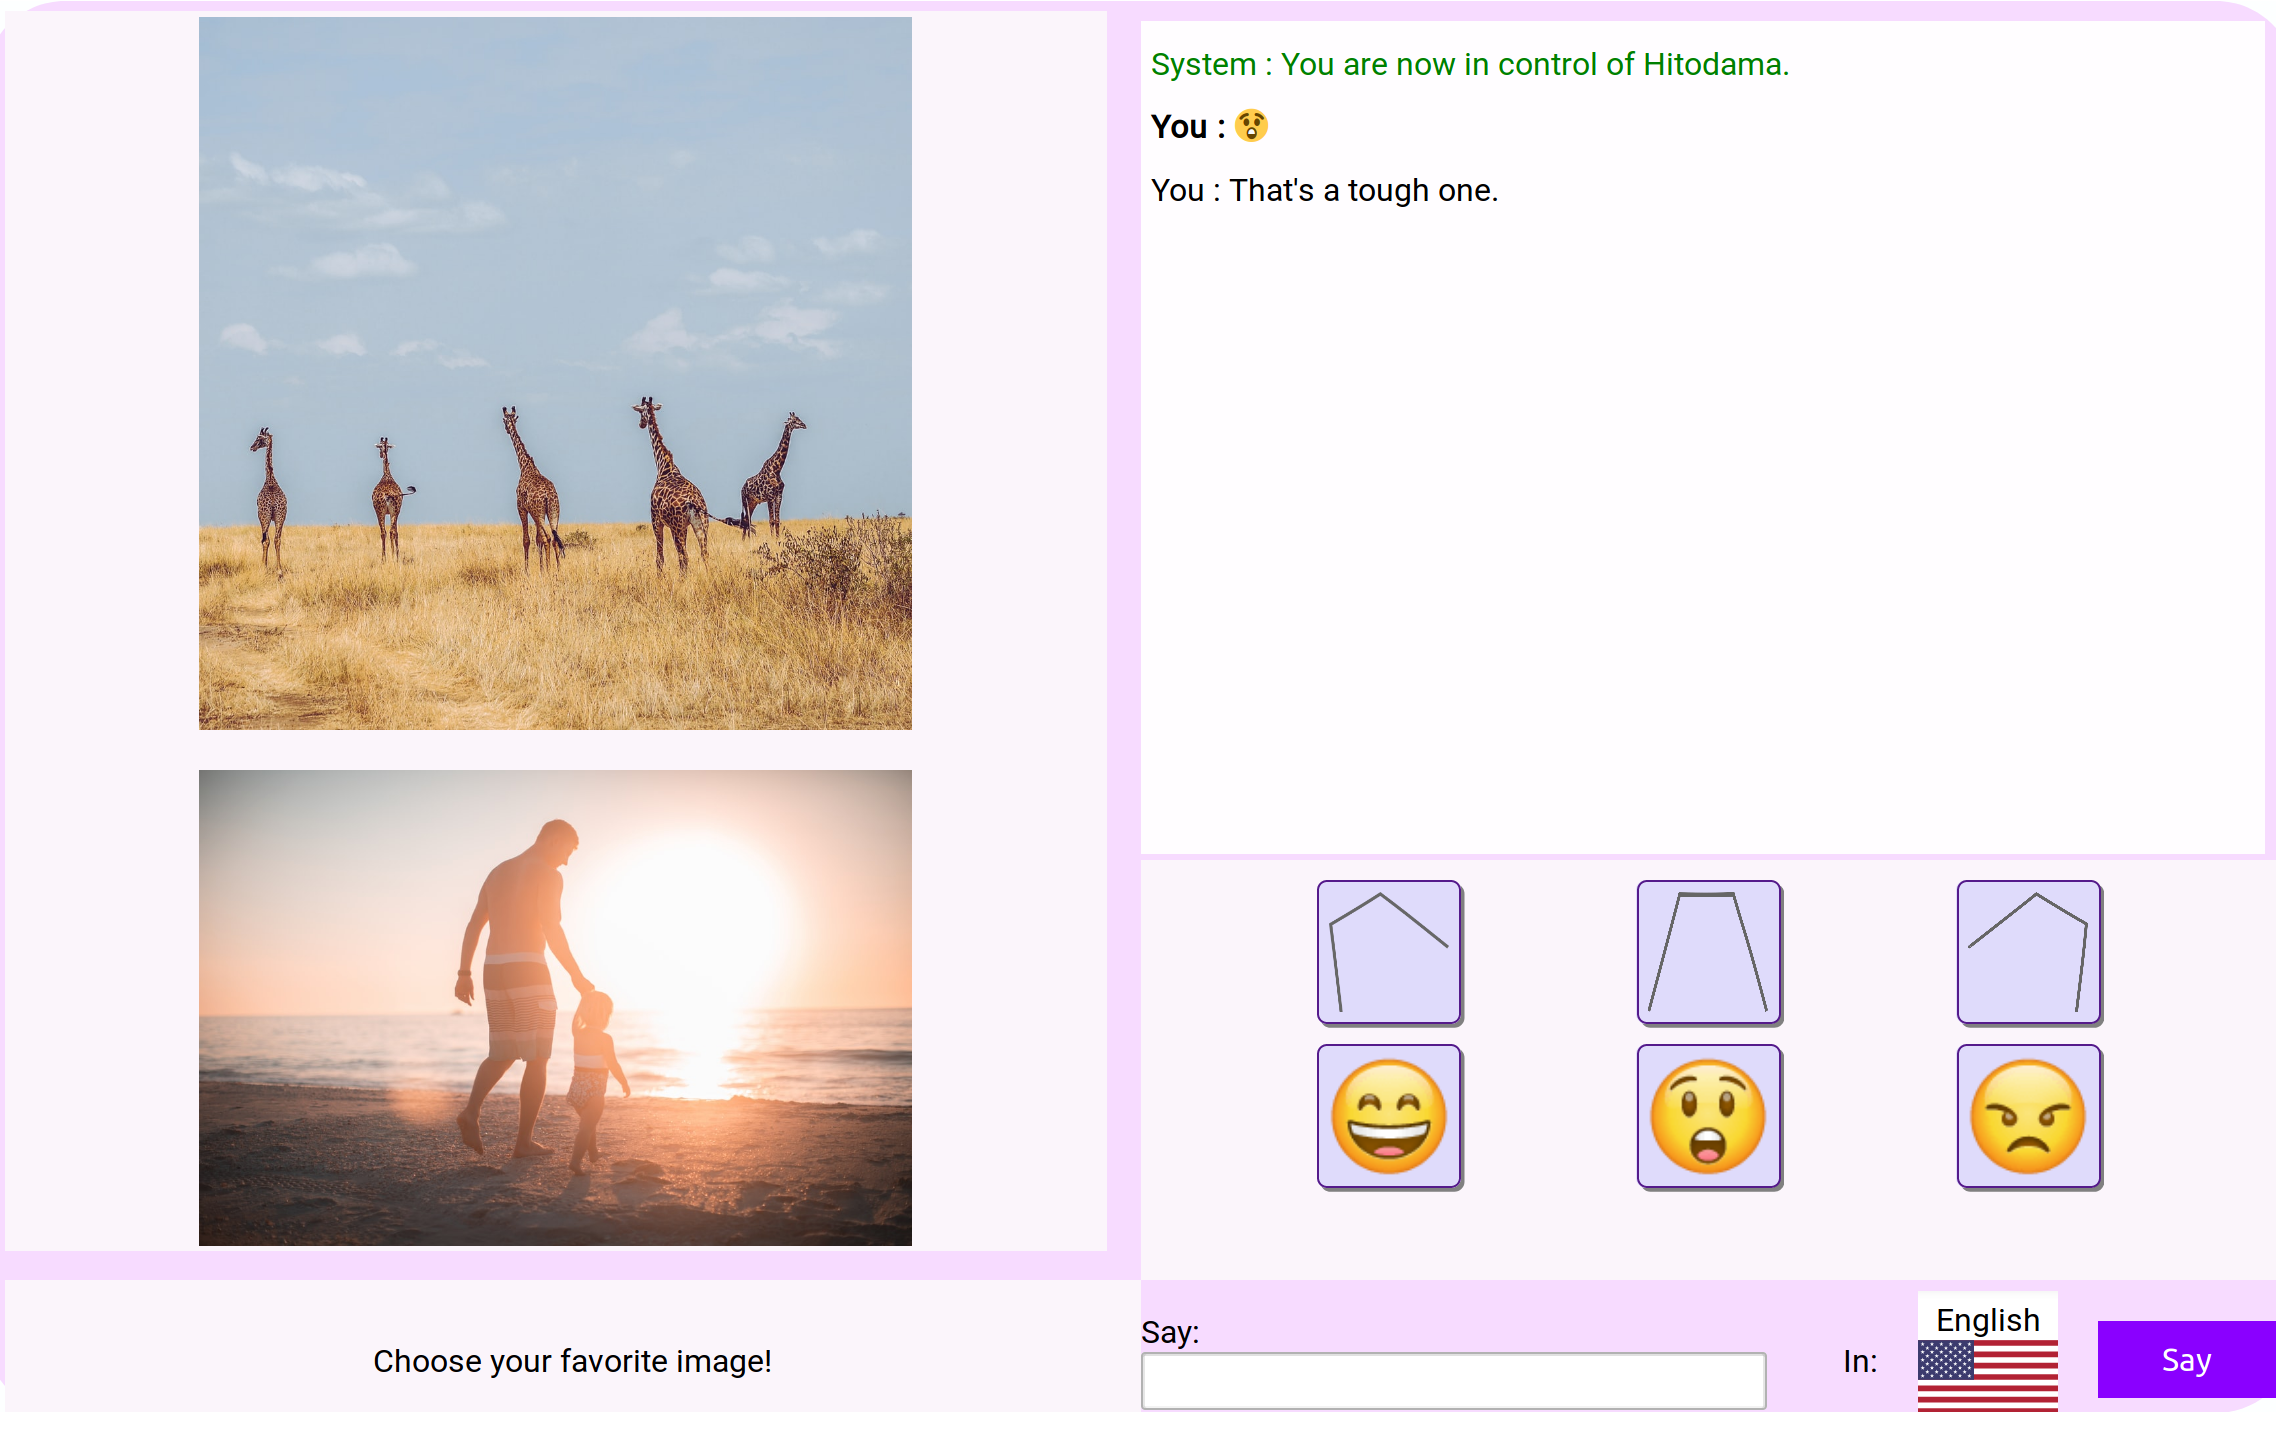 System : You are now in control of Hitodama.
You : 😲
You : That's a tough one.
Choose your favorite image!
Say:
In:
English
Say